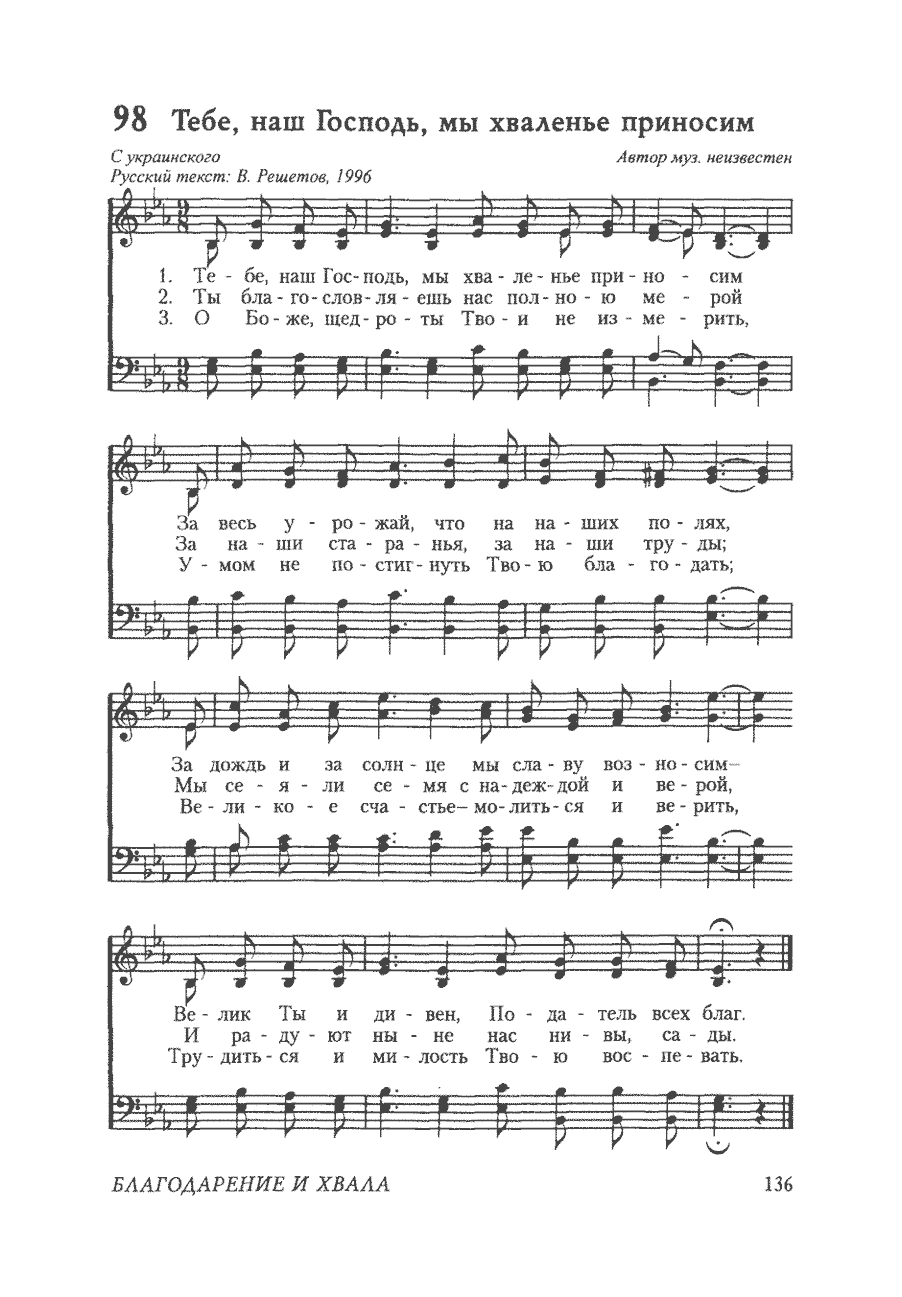 98 Тебе, наш Господь, мы хваленье приносим
С украинского Автор муз. неизвестен
Русский текст: В. Решетов, 1996
1. Те - бе, наш Гос- подь, мы хва - ле - нье при - но - сим
2. Ты бла - го - слов - ля - ешь нас пол - но - ю ме - рой
3. О Бо - же, щед - ро - ты Тво - и не из - ме - рить,
За весь у - ро - жай, что на на - ших по - лях,
За на - ши ста - ра - нья, за на - ши тру - ды;
У - мом не по - стиг - нуть Тво - ю бла - го - дать;
За дождь и за солн - це мы сла - ву воз - но - сим–
Мы се - я - ли се - мя с на- деж - дой и ве - рой,
Ве - ли - ко - е сча - стье– мо - лить - ся и ве - рить,
Ве - лик Ты и ди - вен, По - да - тель всех благ.
И ра - ду - ют ны - не нас ни - вы, са - ды.
Тру - дить - ся и ми - лость Тво - ю вос - пе - вать.
БЛАГОДАРЕНИЕ И ХВАЛА 136